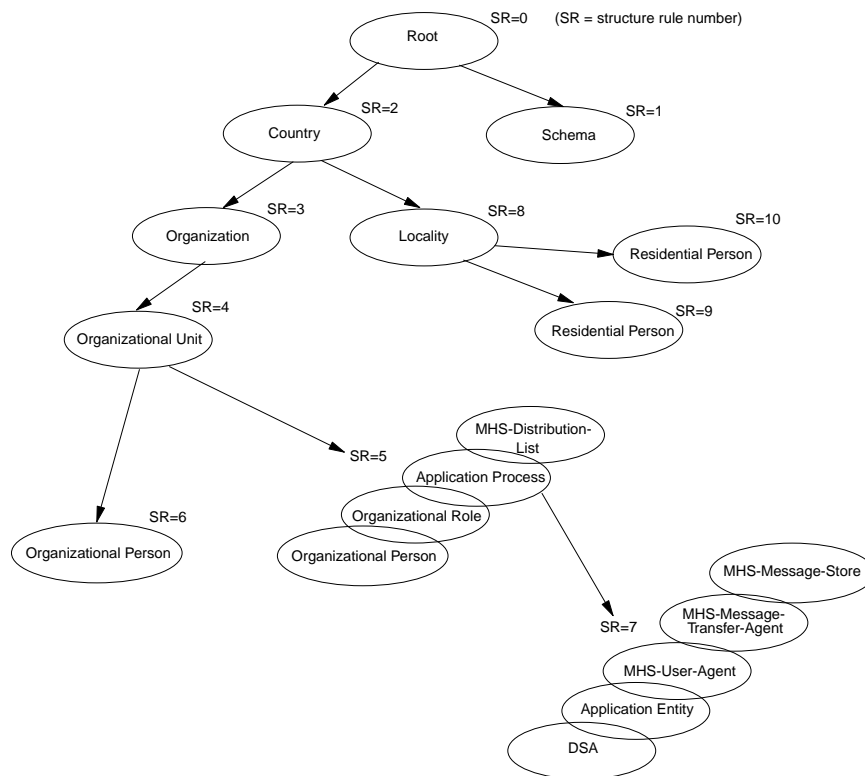 SR=0 (SR = structure rule number)
Root
SR=2
SR=1
Country
Schema
SR=3
SR=8
SR=10
Organization
Locality
Residential Person
SR=4
SR=9
Organizational Unit
Residential Person
MHS-Distribution-
List
SR=5
Application Process
SR=6
Organizational Role
Organizational Person
Organizational Person
MHS-Message-Store
SR=7
MHS-Message-
Transfer-Agent
MHS-User-Agent
Application Entity
DSA